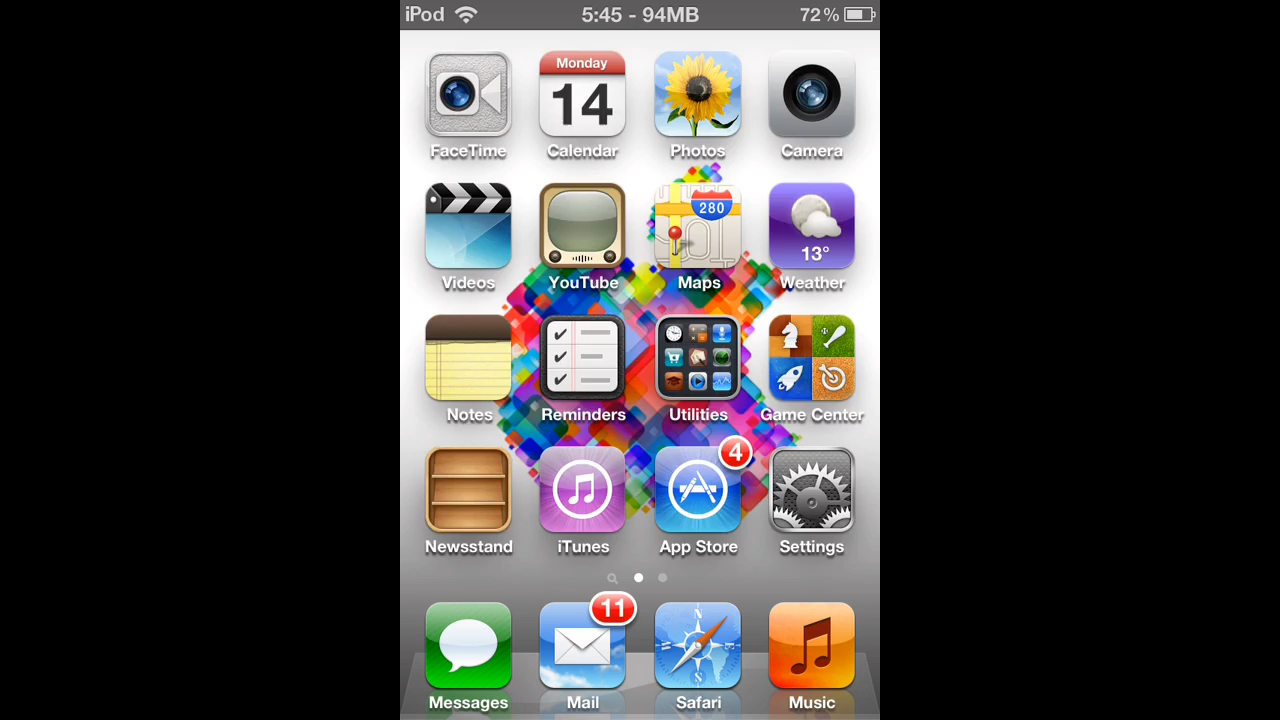 iPod 5:45 - 94MB 72%
Monday
14
FaceTime Calendar Photos Camera
280
13°
Videos YouTube Maps Weather
Notes Reminders Utilities Game Center
4
Newsstand iTunes App Store Settings
11
N
S
Messages Mail Safari Music